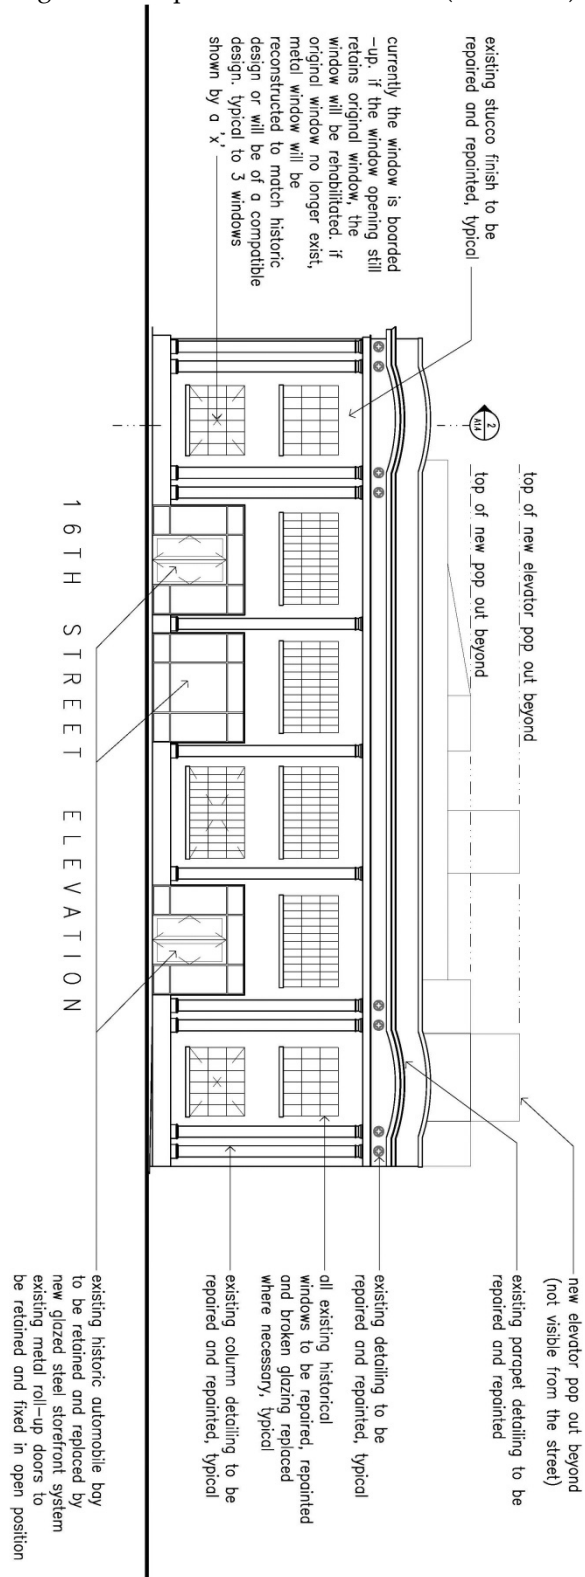 existing stucco finish to be
repaired and repainted, typical
currently the window is boarded
-up. if the window opening still
retains original window, the
window will be rehabilitated. if
original window no longer exist,
metal window will be
reconstructed to match historic
design or will be of a compatible
design. typical to 3 windows
shown by a 'x'
2
A1.4
top of new elevator pop out beyond
top of new pop out beyond
new elevator pop out beyond
(not visible from the street)
existing parapet detailing to be
repaired and repainted
existing detailing to be
repaired and repainted, typical
all existing historical
windows to be repaired, repainted
and broken glazing replaced
where necessary, typical
existing column detailing to be
repaired and repainted, typical
existing historic automobile bay
to be retained and replaced by
new glazed steel storefront system
existing metal roll-up doors to
be retained and fixed in open position
16TH STREET ELEVATION